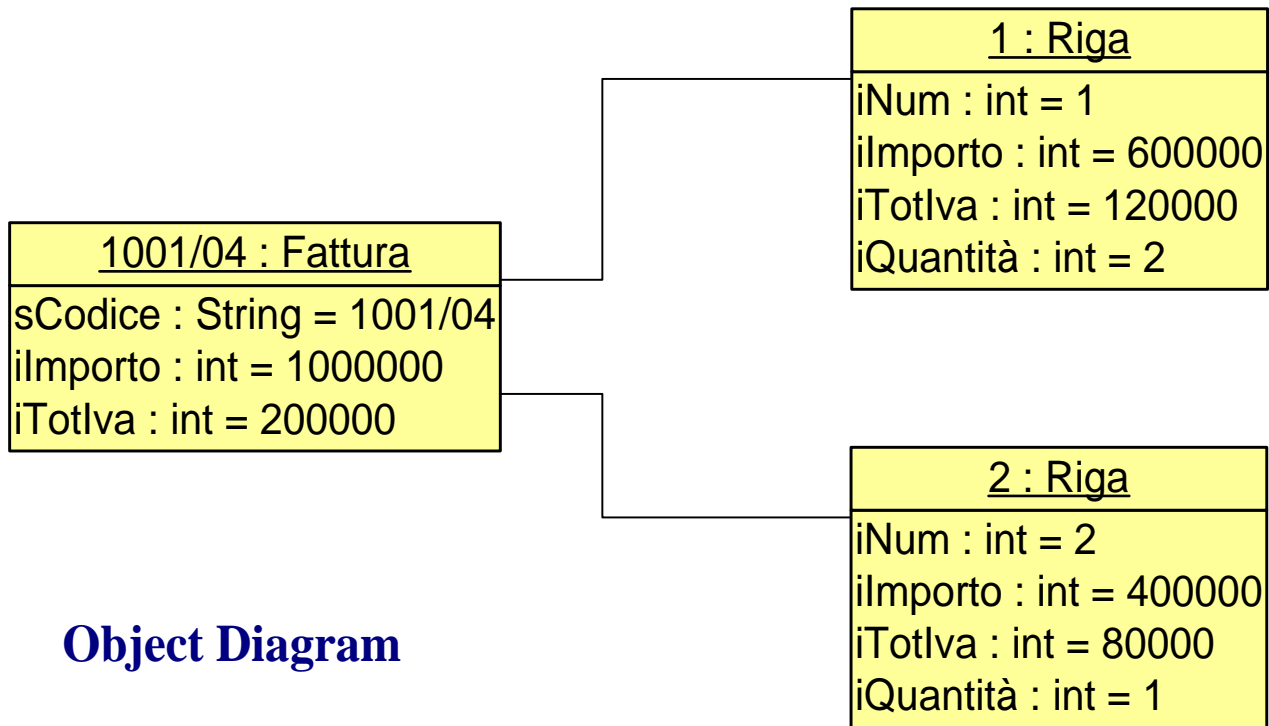 1 : Riga
iNum : int = 1
iImporto : int = 600000
iTotIva : int = 120000
iQuantità : int = 2
1001/04 : Fattura
sCodice : String = 1001/04
iImporto : int = 1000000
iTotIva : int = 200000
2 : Riga
iNum : int = 2
iImporto : int = 400000
iTotIva : int = 80000
iQuantità : int = 1
Object Diagram